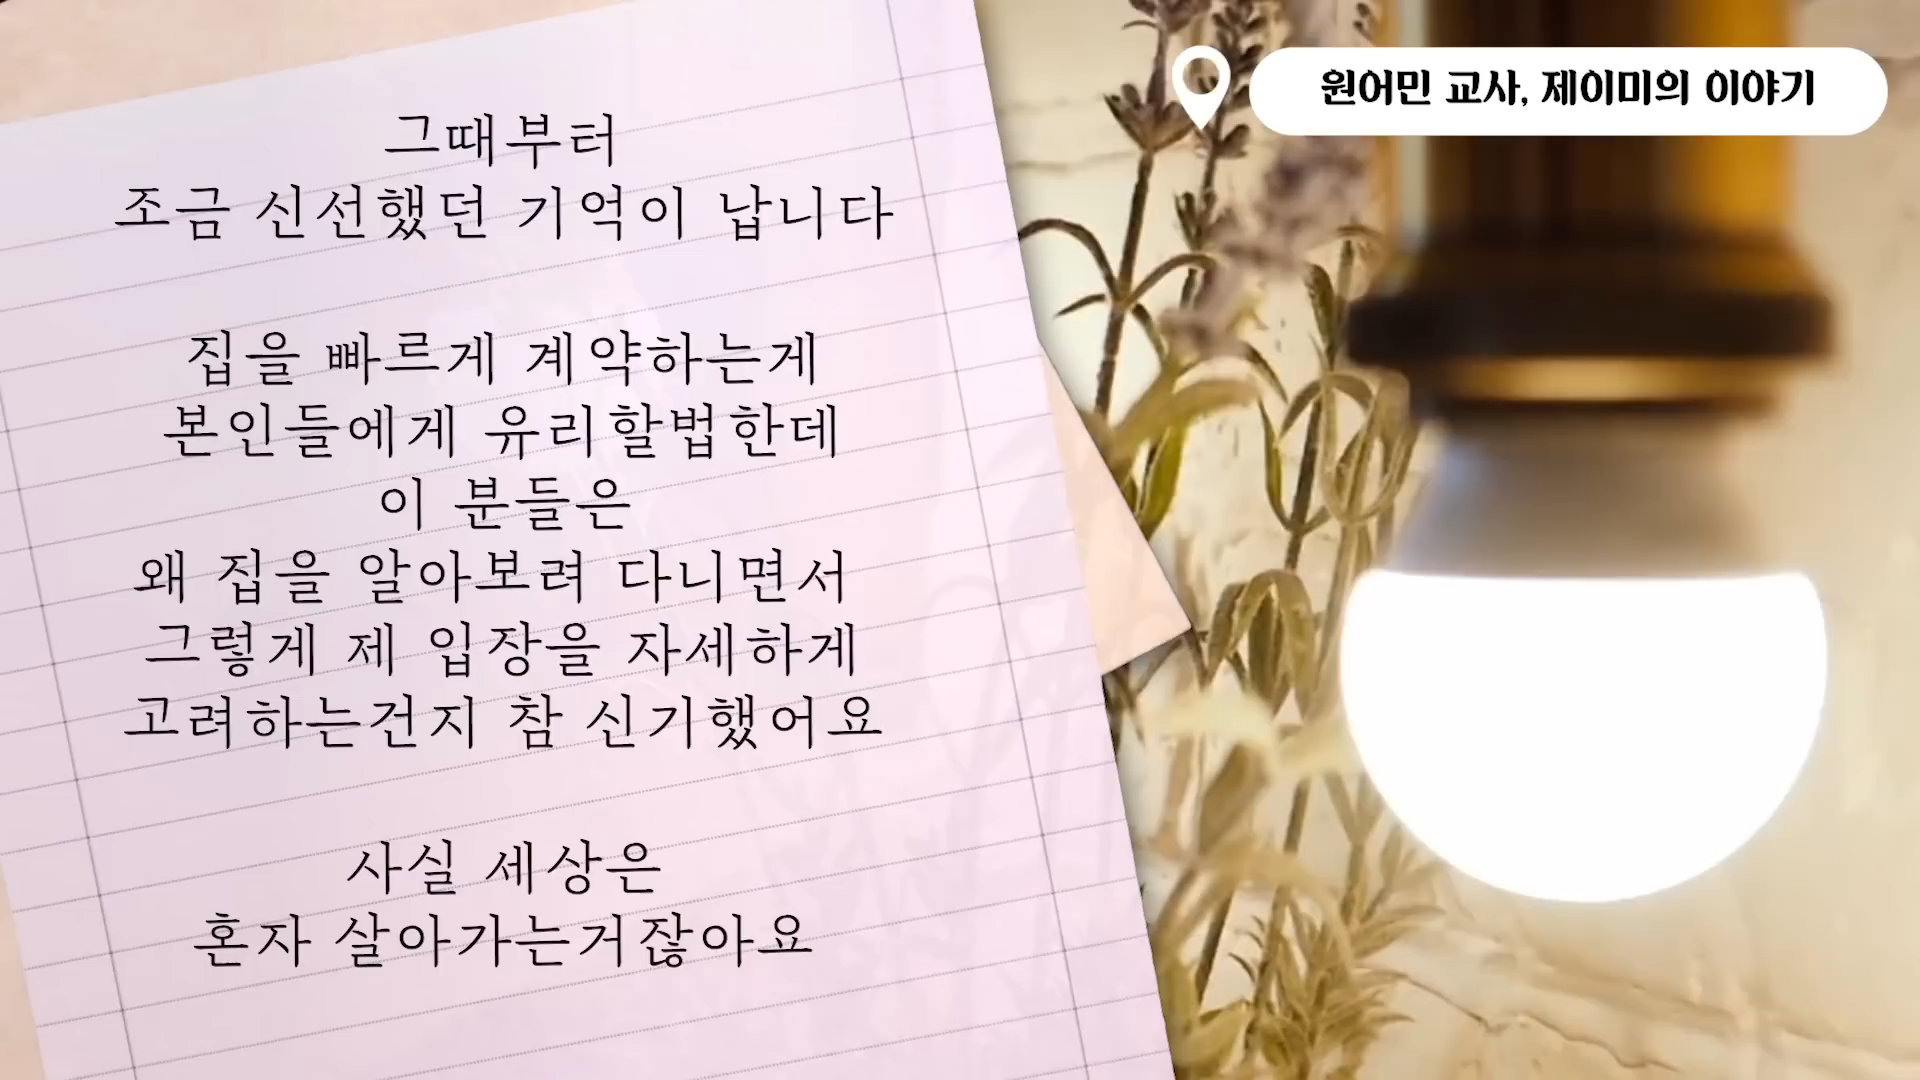 원어민 교사, 제이미의 이야기
그때부터
조금 신선했던 기억이 납니다
집을 빠르게 계약하는게
본인들에게 유리할법한데
이 분들은
왜 집을 알아보려 다니면서
그렇게 제 입장을 자세하게
고려하는건지 참 신기했어요
사실 세상은
혼자 살아가는거잖아요